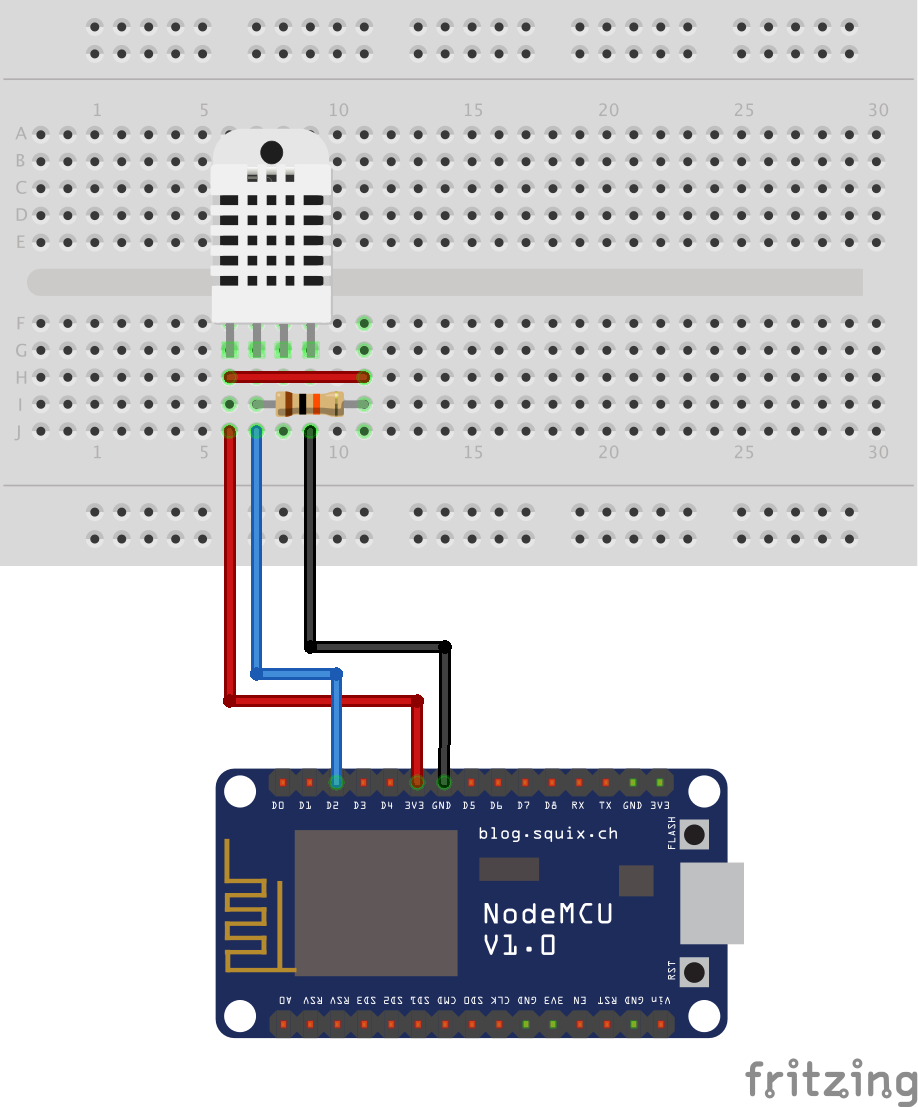 1 5 10 15 20 25 30
A
B
C
D
E
F
G
H
I
J
1 5 10 15 20 25 30
D0 D1 D2 D3 D4 3V3 GND D5 D6 D7 D8 RX TX GND 3V3
FLASH
blog.squix.ch
NodeMCU
V1.0
RST
A0 RSV RSV SD3 SD2 SD1 CMD SD0 CLK GND 3V3 EN RST GND Vin
fritzing